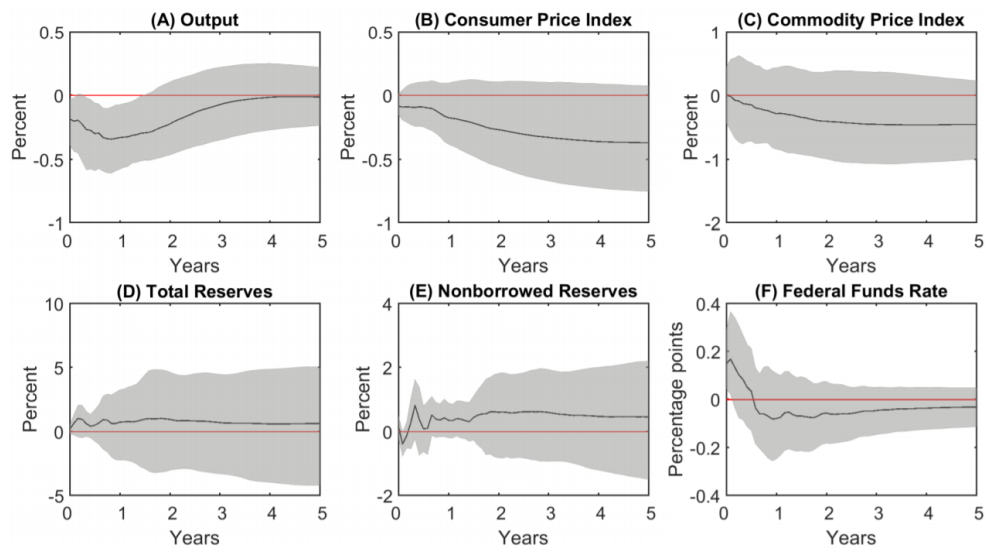 (A) Output
(B) Consumer Price Index
(C) Commodity Price Index
0.5
0
-0.5
-1
Percent
0 1 2 3 4 5
Years
0.5
0
-0.5
-1
Percent
0 1 2 3 4 5
Years
1
0
-1
-2
Percent
0 1 2 3 4 5
Years
(D) Total Reserves
(E) Nonborrowed Reserves
(F) Federal Funds Rate
10
5
0
-5
Percent
0 1 2 3 4 5
Years
4
2
0
-2
Percent
0 1 2 3 4 5
Years
0.4
0.2
0
-0.2
-0.4
Percentage points
0 1 2 3 4 5
Years